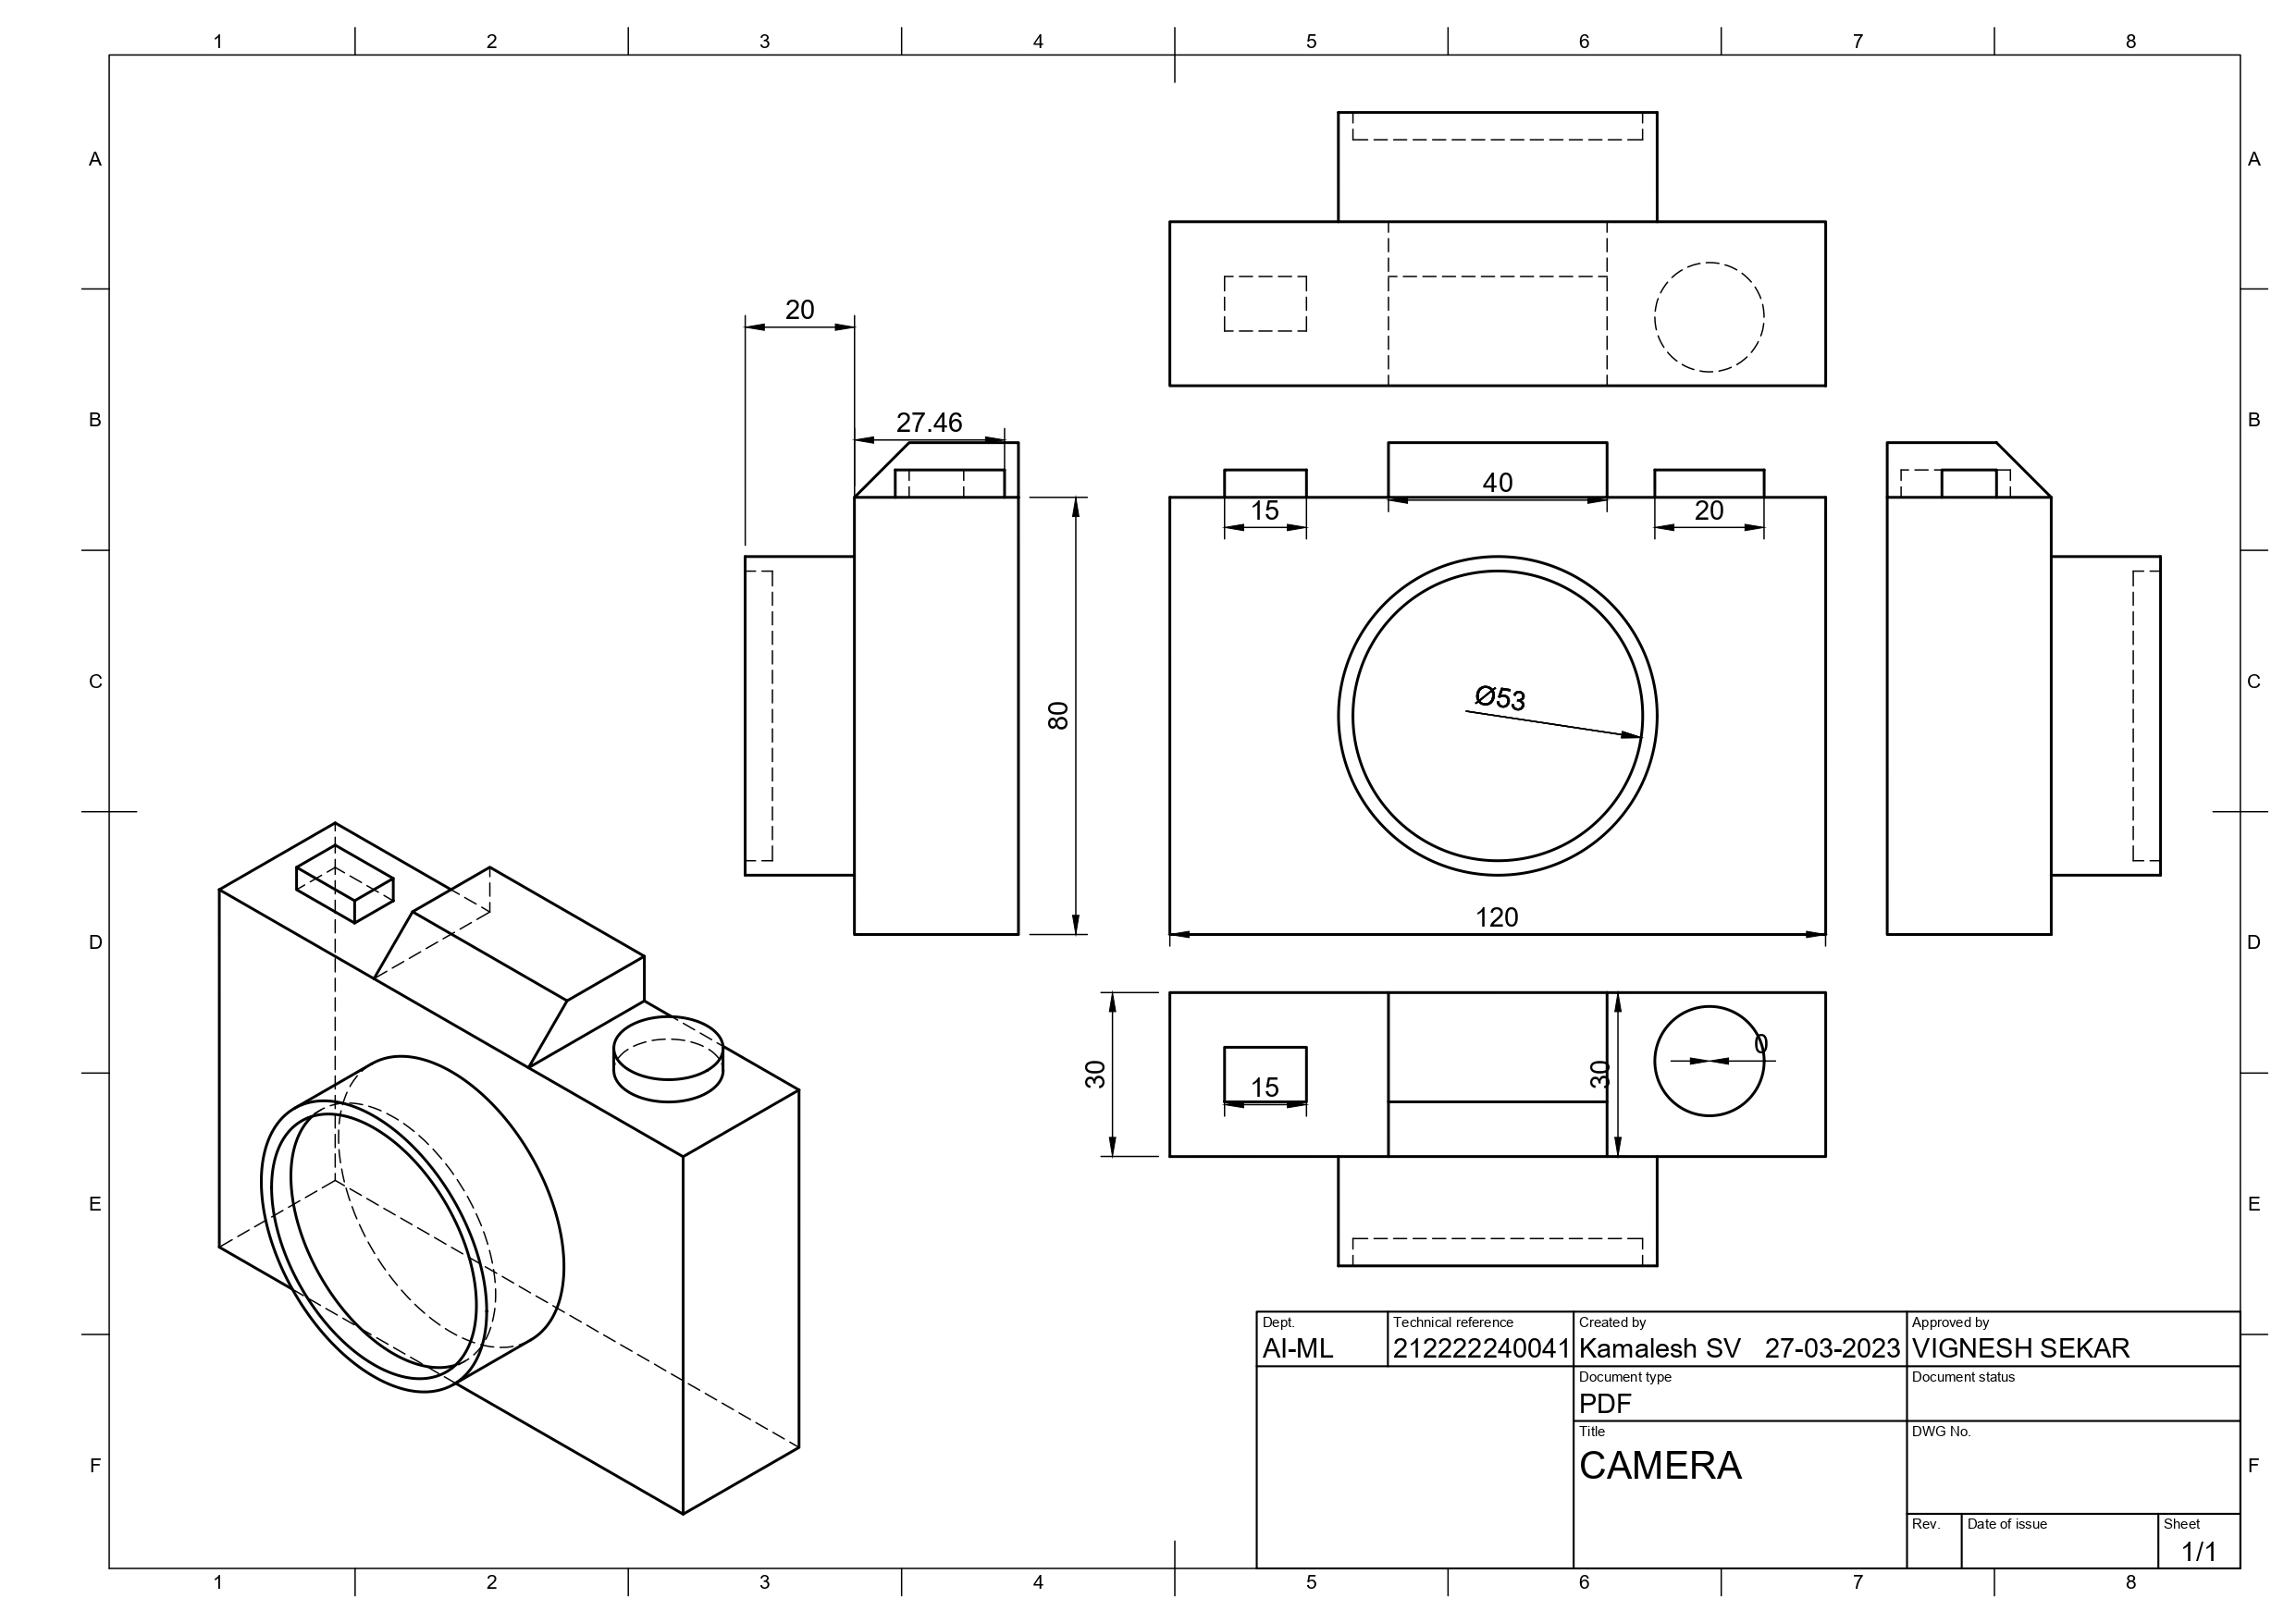 1 2 3 4 5 6 7 8
A A
20
B B
27.46
40
15 20
C C
Ø53
80
120
D D
0
30 30
15
E E
Dept. Technical reference Created by Approved by
AI-ML 212222240041 Kamalesh SV 27-03-2023 VIGNESH SEKAR
Document type Document status
PDF
Title DWG No.
CAMERA
F F
Rev. Date of issue Sheet
1/1
1 2 3 4 5 6 7 8